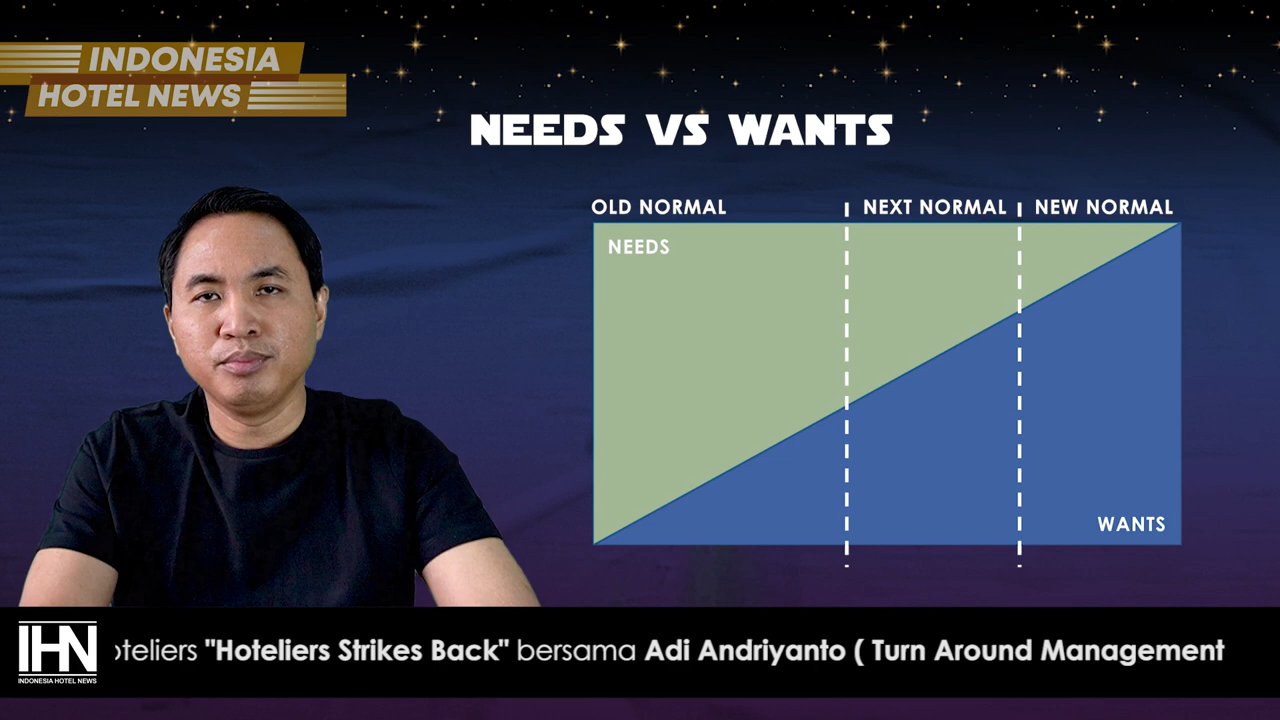 INDONESIA
HOTEL NEWS
NEEDS VS WANTS
OLD NORMAL
NEXT NORMAL
NEW NORMAL
NEEDS
WANTS
IHN
INDONESIA HOTEL NEWS
oteliers "Hoteliers Strikes Back" bersama Adi Andriyanto ( Turn Around Management